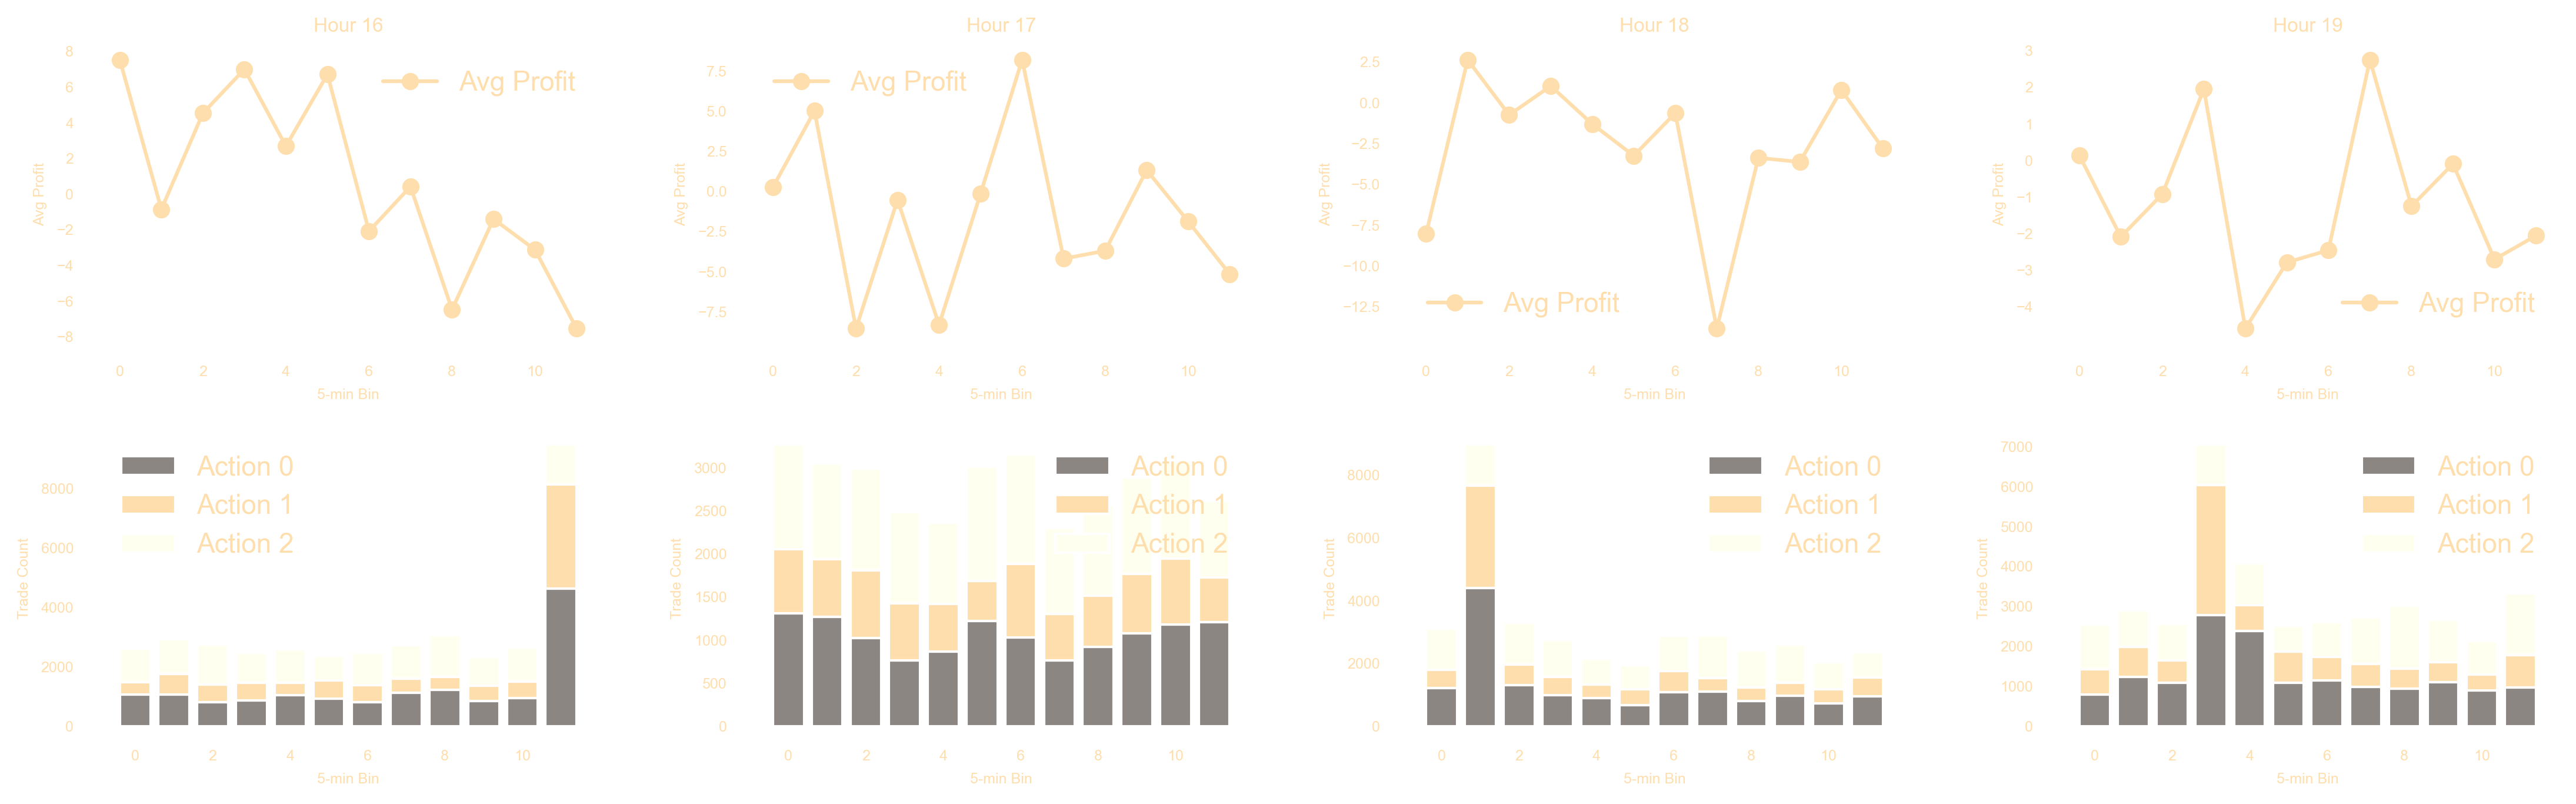 Hour 16
8
6
4
2
0
−2
−4
−6
−8
Avg Profit
Avg Profit
0 2 4 6 8 10
5-min Bin
Hour 17
7.5
5.0
2.5
0.0
−2.5
−5.0
−7.5
Avg Profit
Avg Profit
0 2 4 6 8 10
5-min Bin
Hour 18
2.5
0.0
−2.5
−5.0
−7.5
−10.0
−12.5
Avg Profit
Avg Profit
0 2 4 6 8 10
5-min Bin
Hour 19
3
2
1
0
−1
−2
−3
−4
Avg Profit
Avg Profit
0 2 4 6 8 10
5-min Bin
8000
6000
4000
2000
0
Trade Count
Action 0
Action 1
Action 2
0 2 4 6 8 10
5-min Bin
3000
2500
2000
1500
1000
500
0
Trade Count
Action 0
Action 1
Action 2
0 2 4 6 8 10
5-min Bin
8000
6000
4000
2000
0
Trade Count
Action 0
Action 1
Action 2
0 2 4 6 8 10
5-min Bin
7000
6000
5000
4000
3000
2000
1000
0
Trade Count
Action 0
Action 1
Action 2
0 2 4 6 8 10
5-min Bin